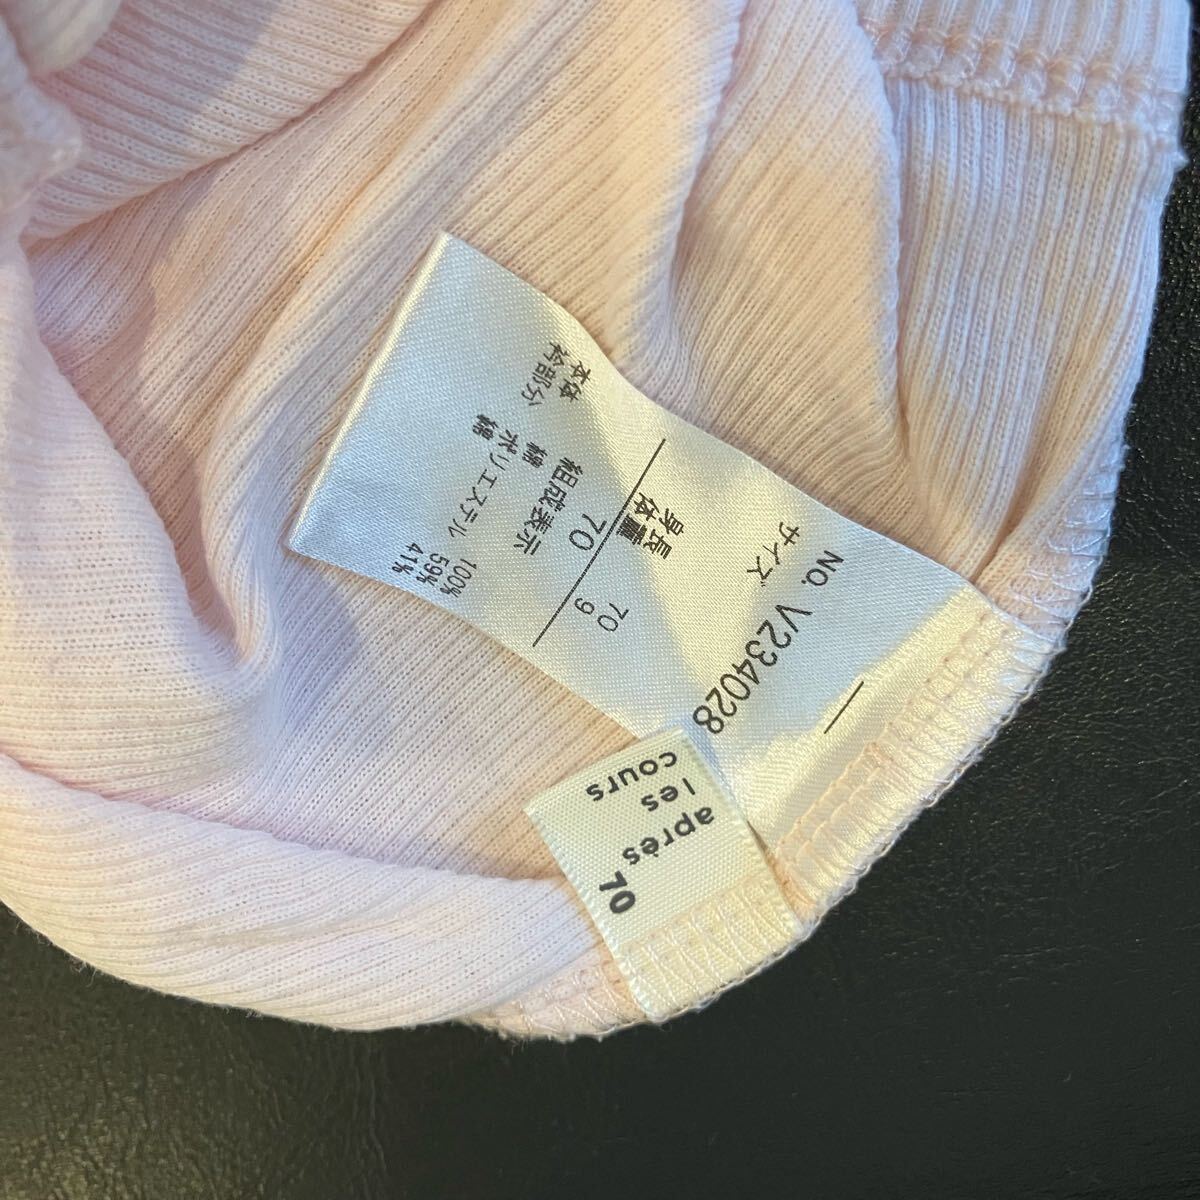 NO. V234028
サイズ 70
身長 70
体重 9
組成表示
本体 綿 100%
衿部分 ポリエステル 59%
綿 41%
après
les
cours
70